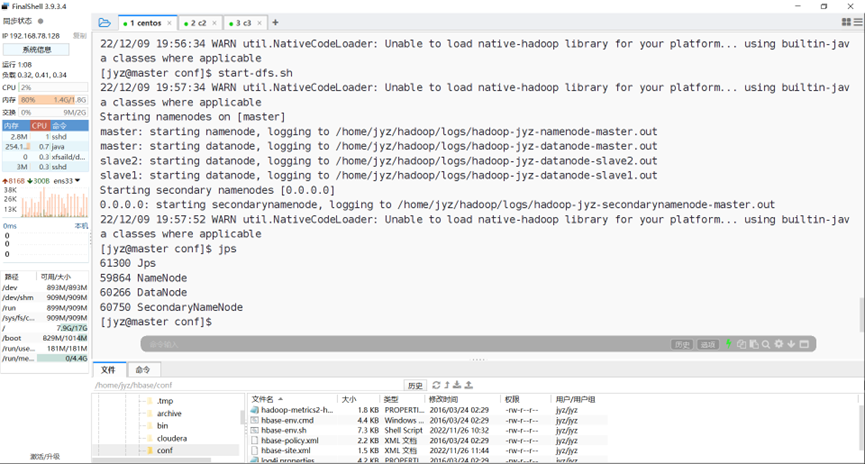 FinalShell 3.9.3.4
同步状态
IP 192.168.78.128 复制
系统信息
运行 1:08
负载 0.32, 0.41, 0.34
CPU 2%
内存 80% 1.4G/1.8G
交换 0% 9M/2G
内存 CPU 命令
2.8M 1 sshd
254.1... 0.7 java
0 0.3 xfsaild/d...
3M 0.3 sshd
8168 300B ens33
38K
26K
13K
0ms 本机
0
0
0
路径 可用/大小
/dev 893M/893M
/dev/shm 909M/909M
/run 899M/909M
/sys/fs/c... 909M/909M
/ 7.9G/17G
/boot 829M/1014M
/run/use... 181M/181M
/run/me... 0/4.4G
激活/升级
1 centos × 2 c2 × 3 c3 × +
22/12/09 19:56:34 WARN util.NativeCodeLoader: Unable to load native-hadoop library for your platform... using builtin-jav
a classes where applicable
[jyz@master conf]$ start-dfs.sh
22/12/09 19:57:34 WARN util.NativeCodeLoader: Unable to load native-hadoop library for your platform... using builtin-jav
a classes where applicable
Starting namenodes on [master]
master: starting namenode, logging to /home/jyz/hadoop/logs/hadoop-jyz-namenode-master.out
master: starting datanode, logging to /home/jyz/hadoop/logs/hadoop-jyz-datanode-master.out
slave2: starting datanode, logging to /home/jyz/hadoop/logs/hadoop-jyz-datanode-slave2.out
slave1: starting datanode, logging to /home/jyz/hadoop/logs/hadoop-jyz-datanode-slave1.out
Starting secondary namenodes [0.0.0.0]
0.0.0.0: starting secondarynamenode, logging to /home/jyz/hadoop/logs/hadoop-jyz-secondarynamenode-master.out
22/12/09 19:57:52 WARN util.NativeCodeLoader: Unable to load native-hadoop library for your platform... using builtin-jav
a classes where applicable
[jyz@master conf]$ jps
61300 Jps
59864 NameNode
60266 DataNode
60750 SecondaryNameNode
[jyz@master conf]$
命令输入 历史 选项
文件 命令
/home/jyz/hbase/conf 历史
.tmp
archive
bin
cloudera
conf
文件名 大小 类型 修改时间 权限 用户/用户组
hadoop-metrics2-h... 1.8 KB PROPERTI... 2016/03/24 02:29 -rw-r--r-- jyz/jyz
hbase-env.cmd 4.4 KB Windows ... 2016/03/24 02:29 -rw-r--r-- jyz/jyz
hbase-env.sh 7.3 KB Shell Script 2022/11/26 10:32 -rw-r--r-- jyz/jyz
hbase-policy.xml 2.2 KB XML 文档 2016/03/24 02:29 -rw-r--r-- jyz/jyz
hbase-site.xml 1.5 KB XML 文档 2022/11/26 11:44 -rw-r--r-- jyz/jyz
log4j.properties 4.2 KB PROPERTI... 2016/03/24 02:29 -rw-r--r-- jyz/jyz